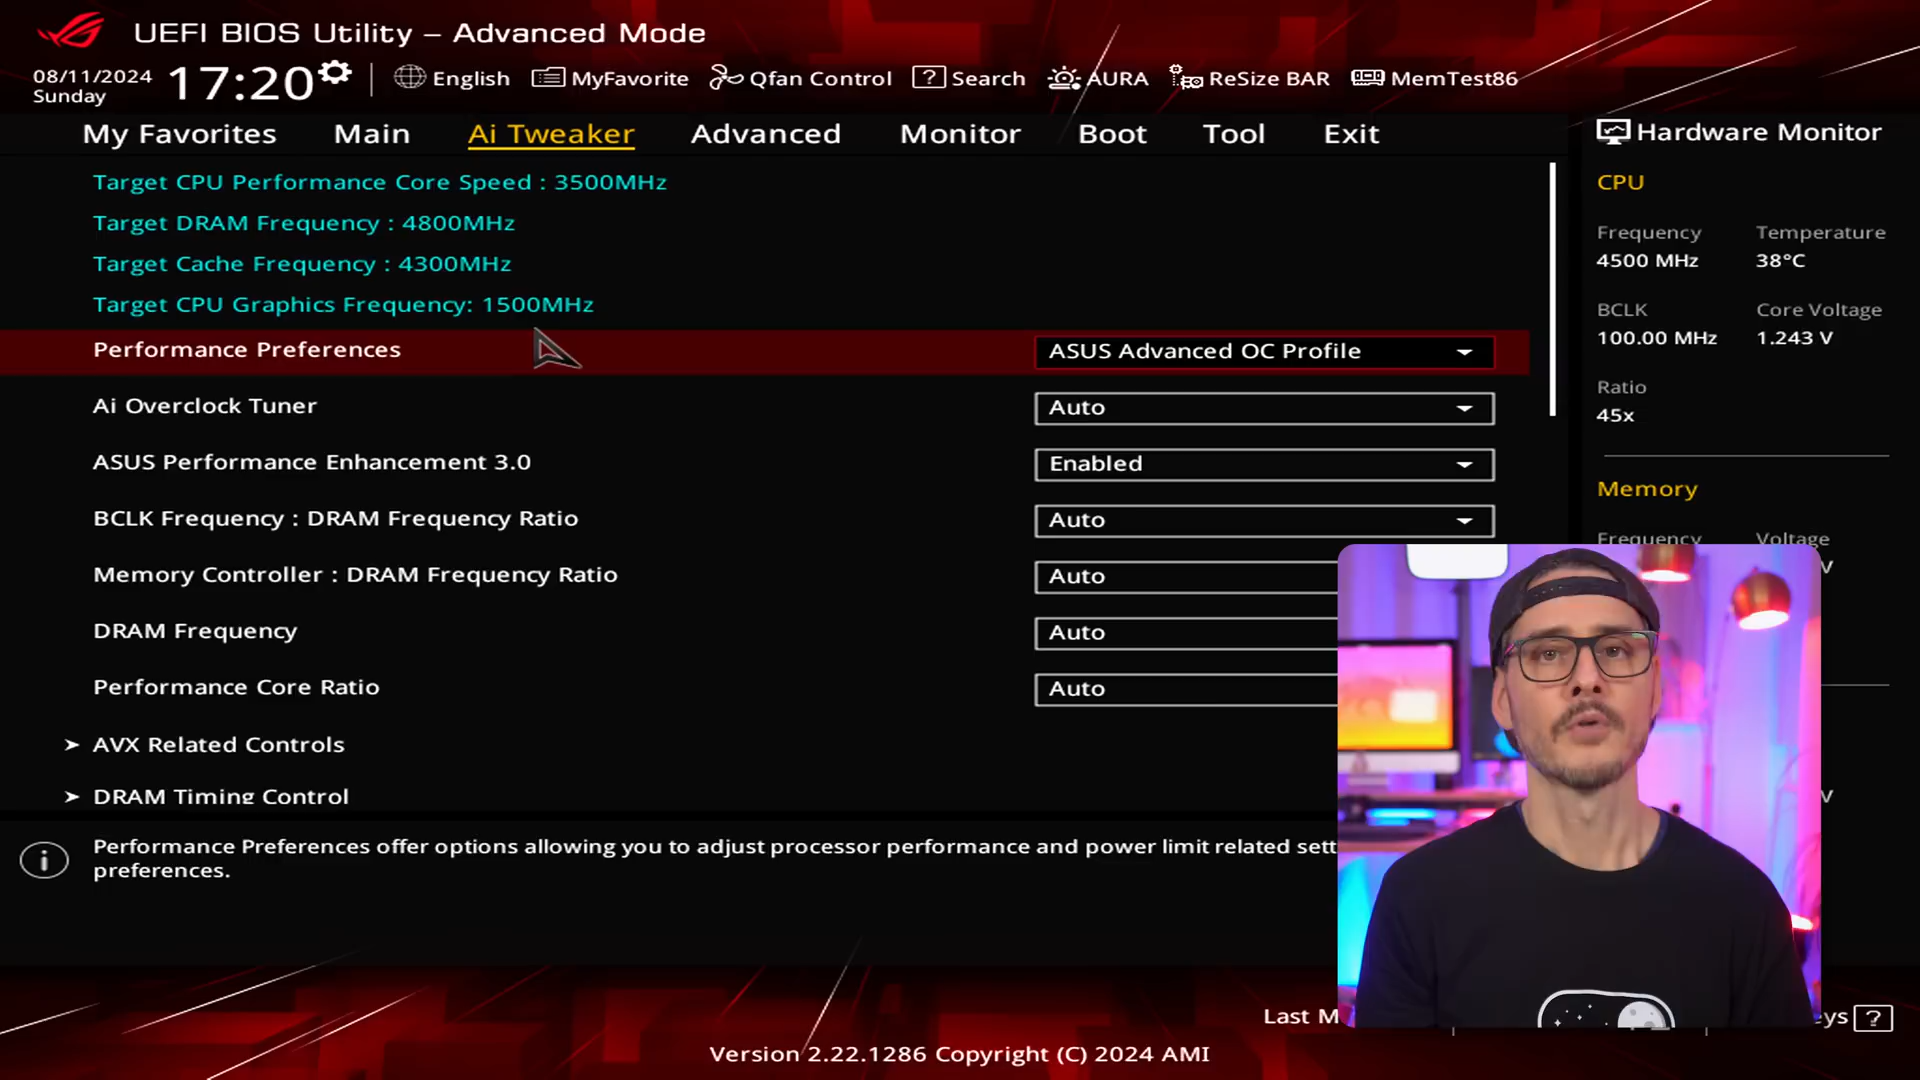 UEFI BIOS Utility – Advanced Mode
08/11/2024
Sunday
17:20
English
MyFavorite
Qfan Control
Search
AURA
ReSize BAR
MemTest86
My Favorites
Main
Ai Tweaker
Advanced
Monitor
Boot
Tool
Exit
Target CPU Performance Core Speed : 3500MHz
Target DRAM Frequency : 4800MHz
Target Cache Frequency : 4300MHz
Target CPU Graphics Frequency: 1500MHz
Performance Preferences
ASUS Advanced OC Profile
Ai Overclock Tuner
Auto
ASUS Performance Enhancement 3.0
Enabled
BCLK Frequency : DRAM Frequency Ratio
Auto
Memory Controller : DRAM Frequency Ratio
Auto
DRAM Frequency
Auto
Performance Core Ratio
Auto
AVX Related Controls
DRAM Timing Control
Performance Preferences offer options allowing you to adjust processor performance and power limit related sett
preferences.
Hardware Monitor
CPU
Frequency
Temperature
4500 MHz
38°C
BCLK
Core Voltage
100.00 MHz
1.243 V
Ratio
45x
Memory
Frequency
Voltage
V
V
Last M
ys
?
Version 2.22.1286 Copyright (C) 2024 AMI